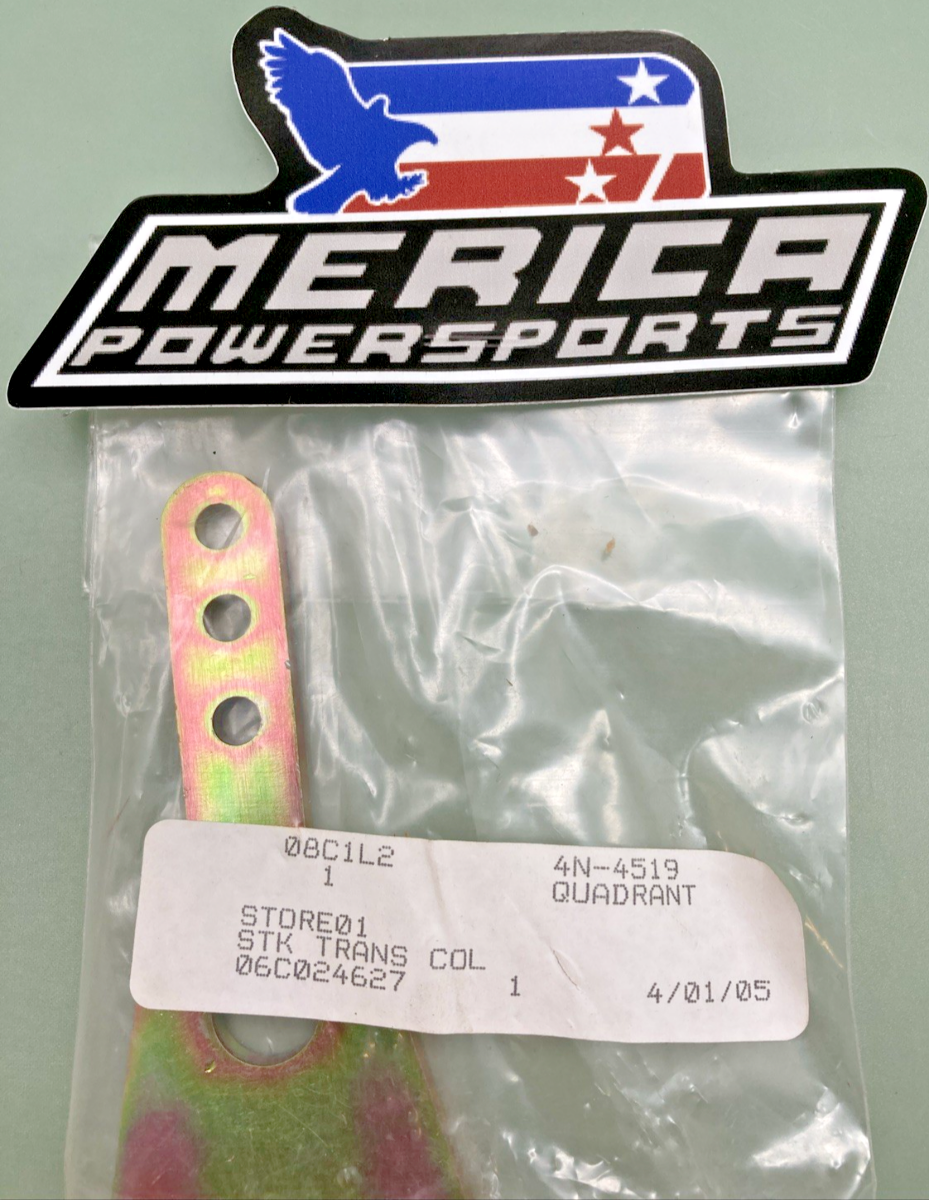 MERICA
POWERSPORTS
08C1L2
1
4N-4519
QUADRANT
STORE01
STK TRANS COL
06C024627
1
4/01/05